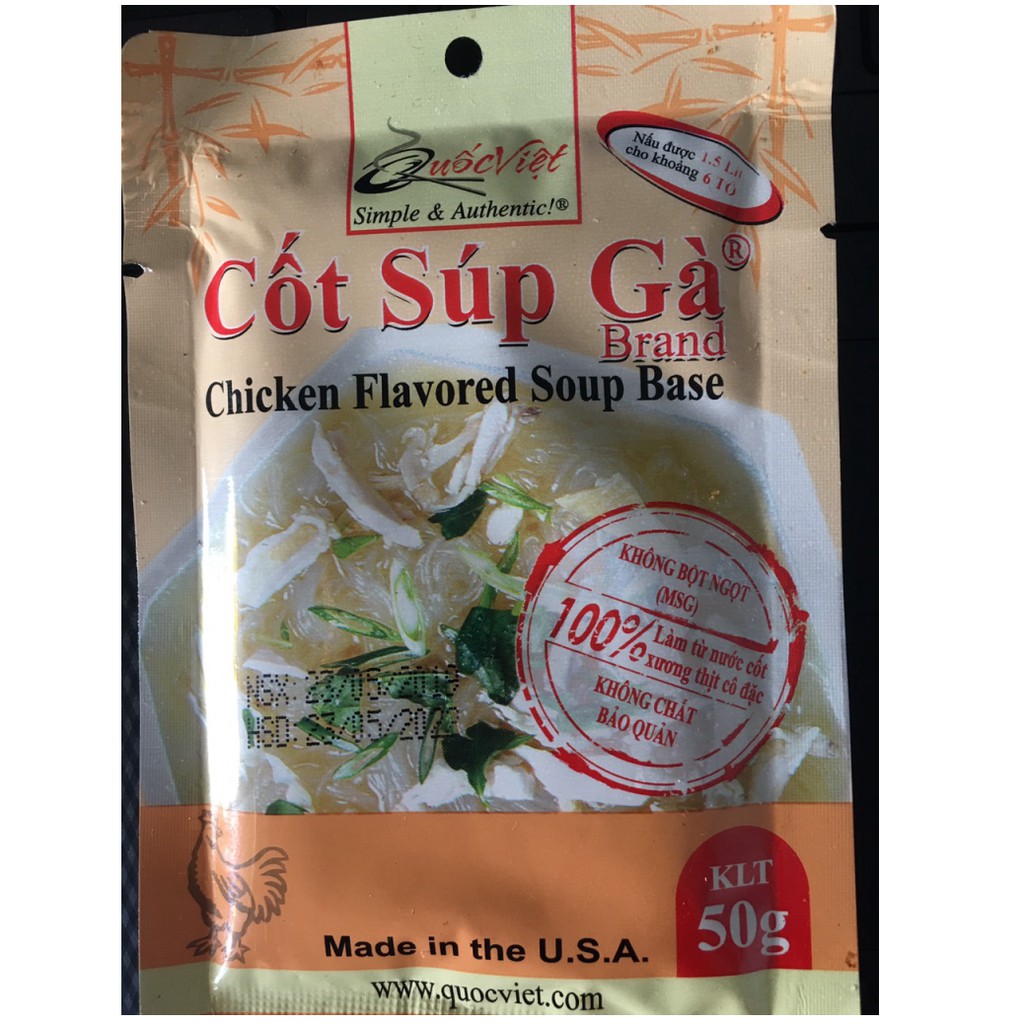 QuốcViệt
Simple & Authentic!®
Nấu được 1.5 Lít
cho khoảng 6 TÔ
Cốt Súp Gà®
Brand
Chicken Flavored Soup Base
KHÔNG BỘT NGỌT
(MSG)
100% Làm từ nước cốt
xương thịt cô đặc
KHÔNG CHẤT
BẢO QUẢN
NSX:
HSD:
KLT
50g
Made in the U.S.A.
www.quocviet.com